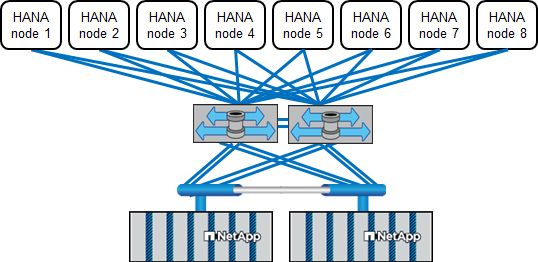 HANA
node 1
HANA
node 2
HANA
node 3
HANA
node 4
HANA
node 5
HANA
node 6
HANA
node 7
HANA
node 8
NetApp
NetApp